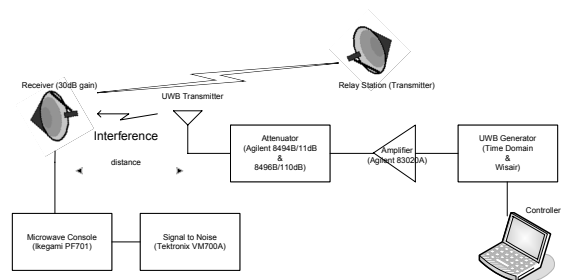 Relay Station (Transmitter)
Receiver (30dB gain)
UWB Transmitter
Interference
distance
Attenuator
(Agilent 8494B/11dB
&
8496B/110dB)
Amplifier
(Agilent 83020A)
UWB Generator
(Time Domain
&
Wisair)
Controller
Microwave Console
(Ikegami PF701)
Signal to Noise
(Tektronix VM700A)